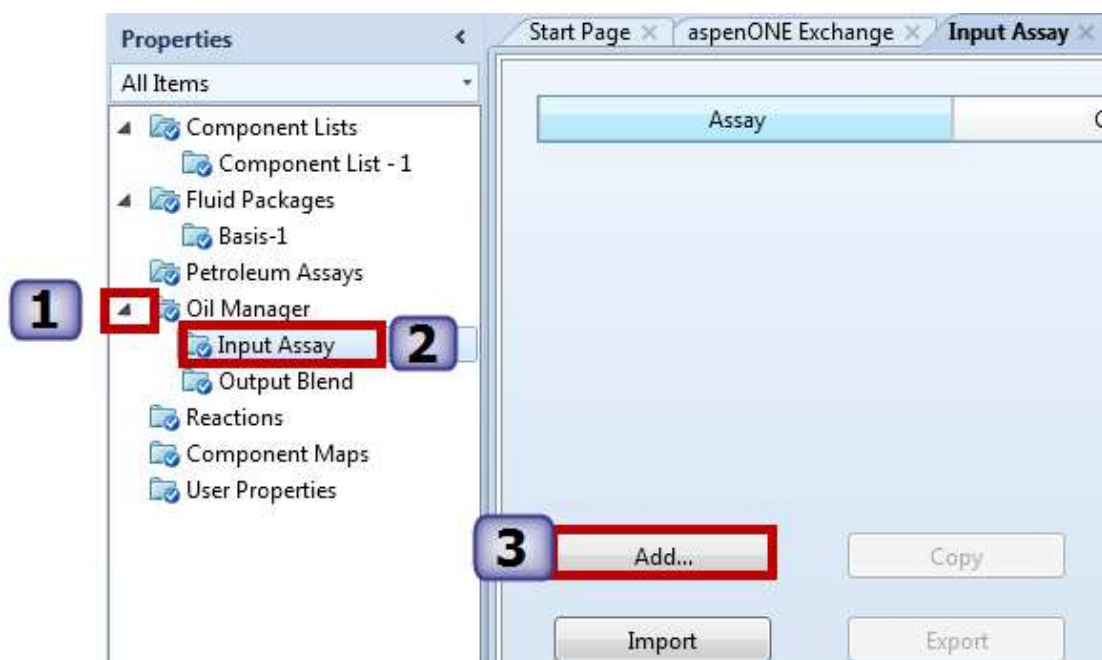 Properties
All Items
Component Lists
Component List - 1
Fluid Packages
Basis-1
Petroleum Assays
1
Oil Manager
Input Assay
2
Output Blend
Reactions
Component Maps
User Properties
Start Page
aspenONE Exchange
Input Assay
Assay
3
Add...
Copy
Import
Export